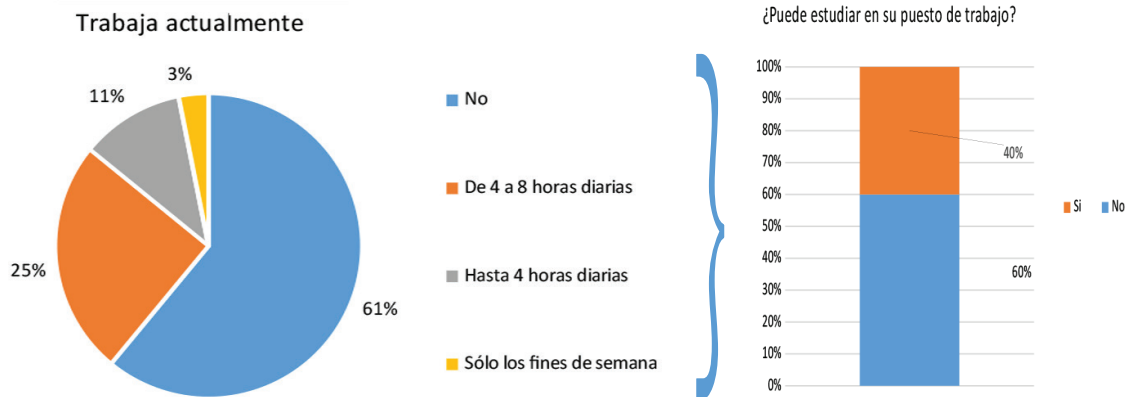 Trabaja actualmente
3%
11%
25%
61%
No
De 4 a 8 horas diarias
Hasta 4 horas diarias
Sólo los fines de semana
¿Puede estudiar en su puesto de trabajo?
100%
90%
80%
70%
60%
50%
40%
30%
20%
10%
0%
40%
60%
Si No